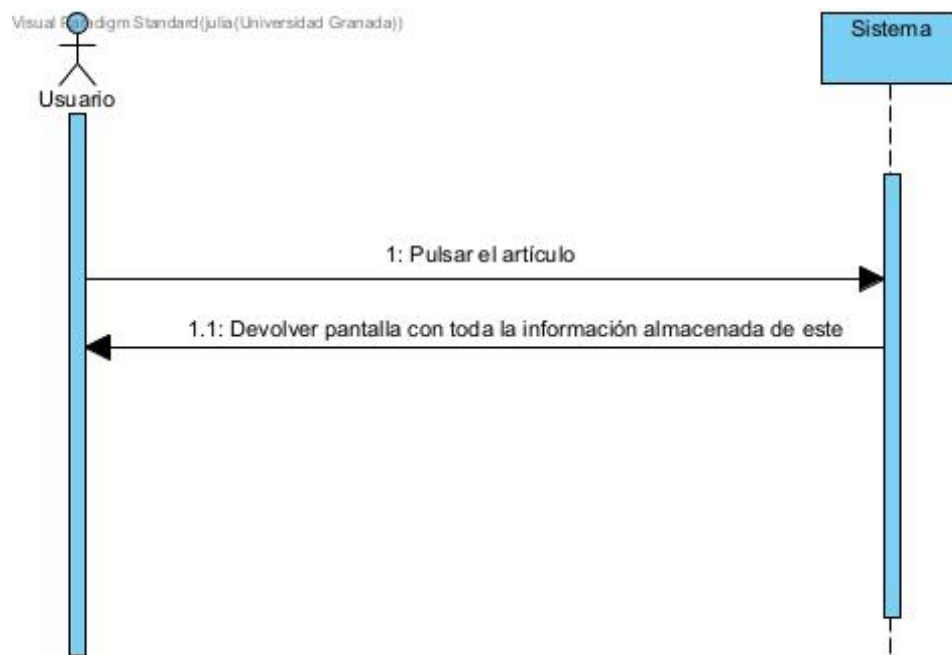 Visual Paradigm Standard(julia(Universidad Granada))
Sistema
Usuario
1: Pulsar el artículo
1.1: Devolver pantalla con toda la información almacenada de este